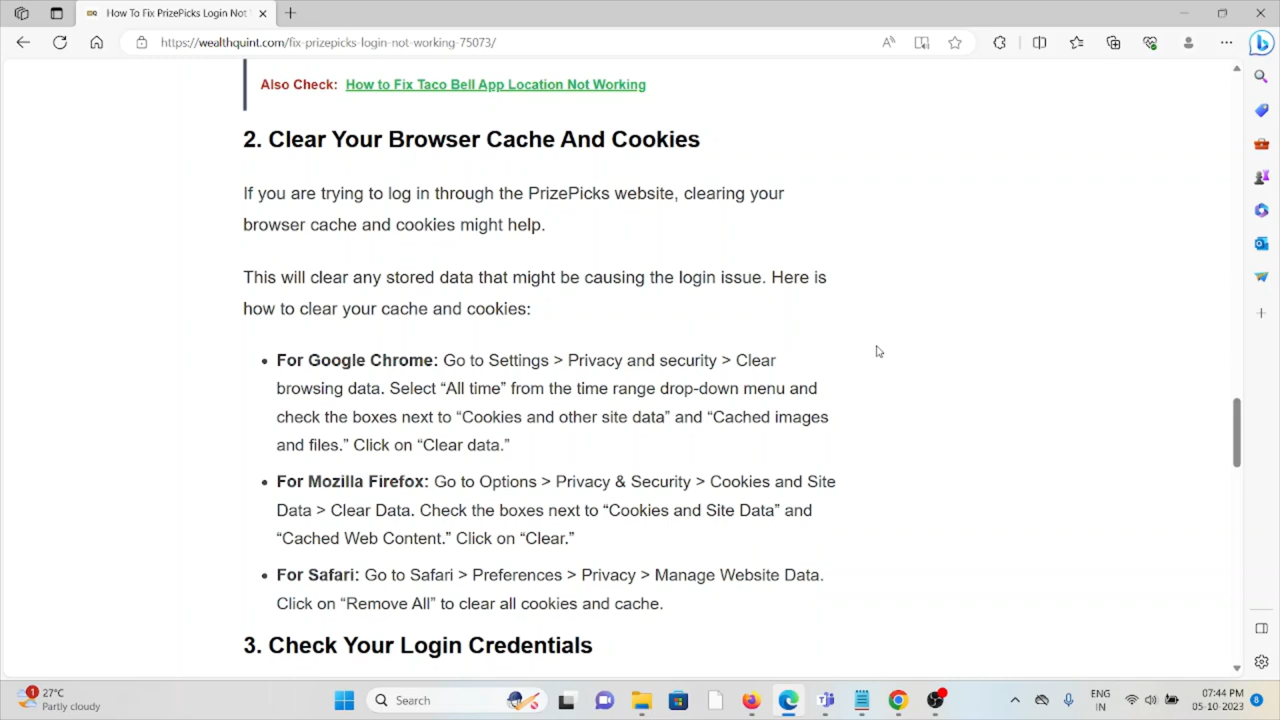 How To Fix PrizePicks Login Not
https://wealthquint.com/fix-prizepicks-login-not-working-75073/
Also Check: How to Fix Taco Bell App Location Not Working
2. Clear Your Browser Cache And Cookies
If you are trying to log in through the PrizePicks website, clearing your
browser cache and cookies might help.
This will clear any stored data that might be causing the login issue. Here is
how to clear your cache and cookies:
For Google Chrome: Go to Settings > Privacy and security > Clear
browsing data. Select “All time” from the time range drop-down menu and
check the boxes next to “Cookies and other site data” and “Cached images
and files.” Click on “Clear data.”
For Mozilla Firefox: Go to Options > Privacy & Security > Cookies and Site
Data > Clear Data. Check the boxes next to “Cookies and Site Data” and
“Cached Web Content.” Click on “Clear.”
For Safari: Go to Safari > Preferences > Privacy > Manage Website Data.
Click on “Remove All” to clear all cookies and cache.
3. Check Your Login Credentials
1
27°C
Partly cloudy
Search
ENG
IN
07:44 PM
05-10-2023
8